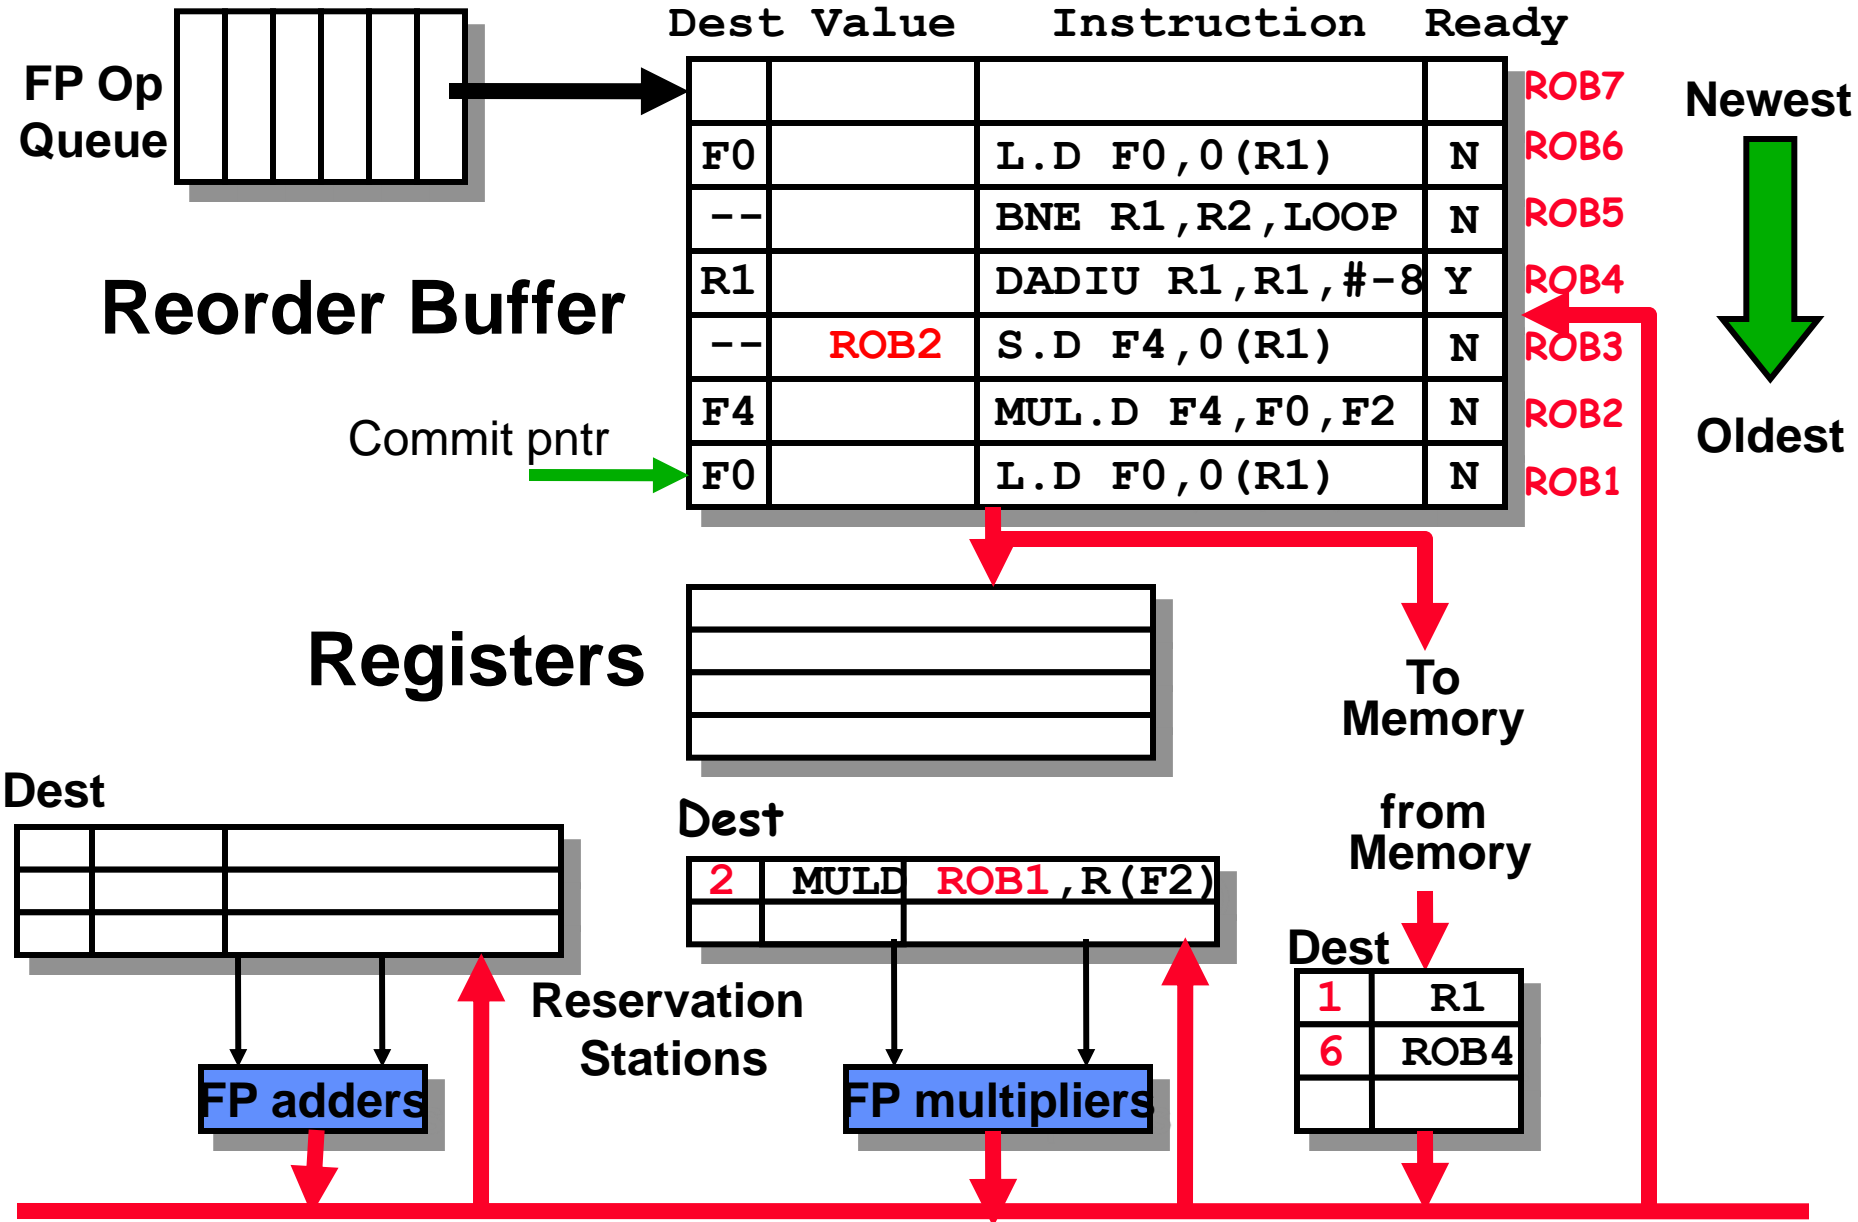 Dest Value Instruction Ready
FP Op
Queue
ROB7
Newest
F0 L.D F0,0(R1) N ROB6
-- BNE R1,R2,LOOP N ROB5
Reorder Buffer
R1 DADIU R1,R1,#-8 Y ROB4
-- ROB2 S.D F4,0(R1) N ROB3
F4 MUL.D F4,F0,F2 N ROB2
Oldest
Commit pntr
F0 L.D F0,0(R1) N ROB1
Registers
To
Memory
Dest
Dest
from
Memory
2 MULD ROB1,R(F2)
Dest
1 R1
6 ROB4
Reservation
Stations
FP adders
FP multipliers